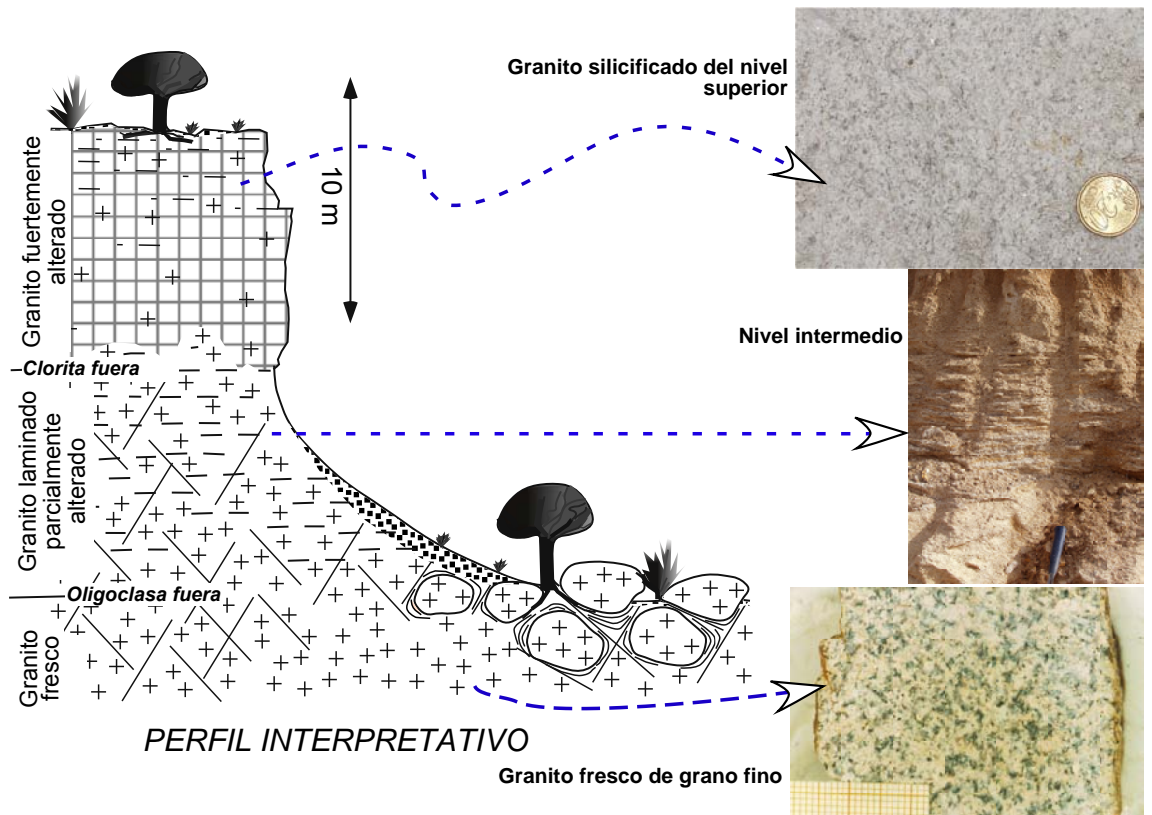 Granito silicificado del nivel
superior
10 m
Granito fuertemente
alterado
Nivel intermedio
Clorita fuera
Granito laminado
parcialmente
alterado
Oligoclasa fuera
Granito
fresco
PERFIL INTERPRETATIVO
Granito fresco de grano fino